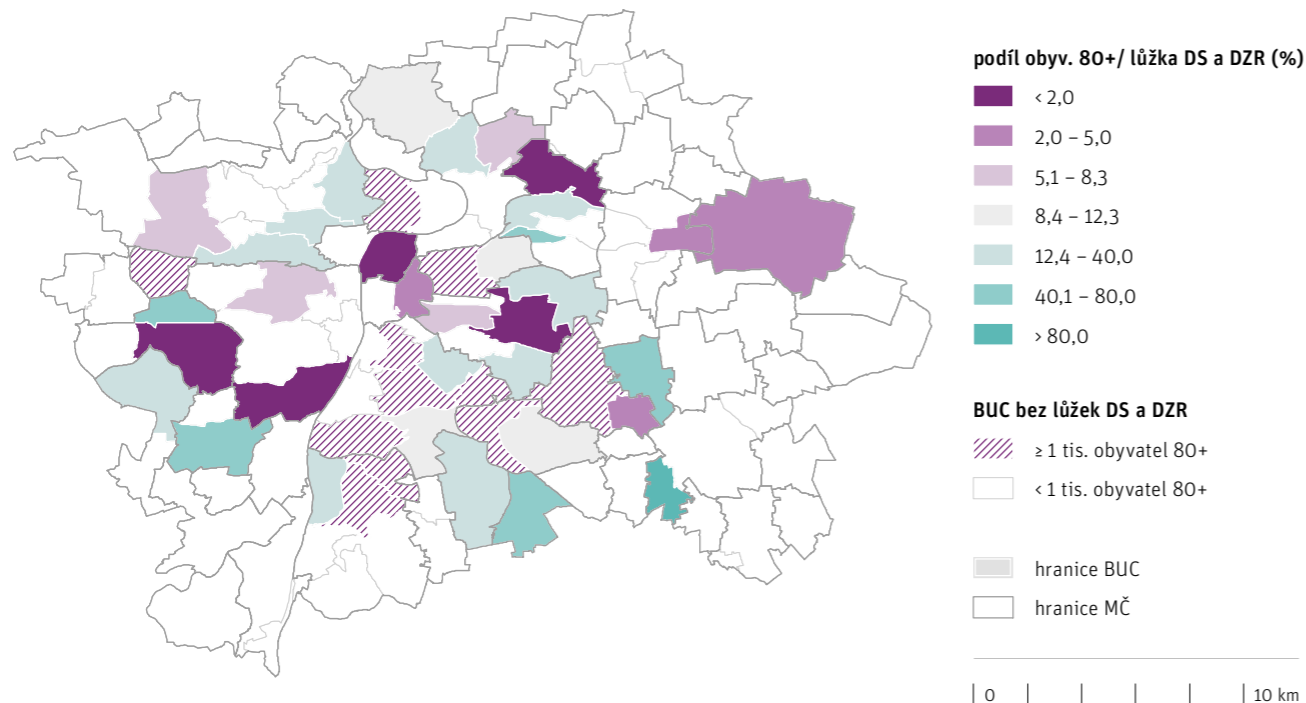 podíl obyv. 80+/ lůžka DS a DZR (%)
< 2,0
2,0 – 5,0
5,1 – 8,3
8,4 – 12,3
12,4 – 40,0
40,1 – 80,0
> 80,0
BUC bez lůžek DS a DZR
≥ 1 tis. obyvatel 80+
< 1 tis. obyvatel 80+
hranice BUC
hranice MČ
0 10 km